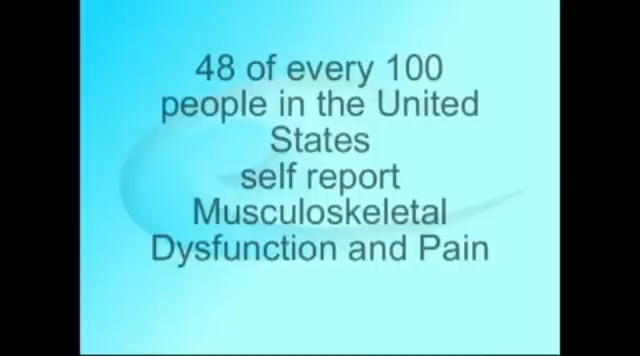 48 of every 100
people in the United
States
self report
Musculoskeletal
Dysfunction and Pain